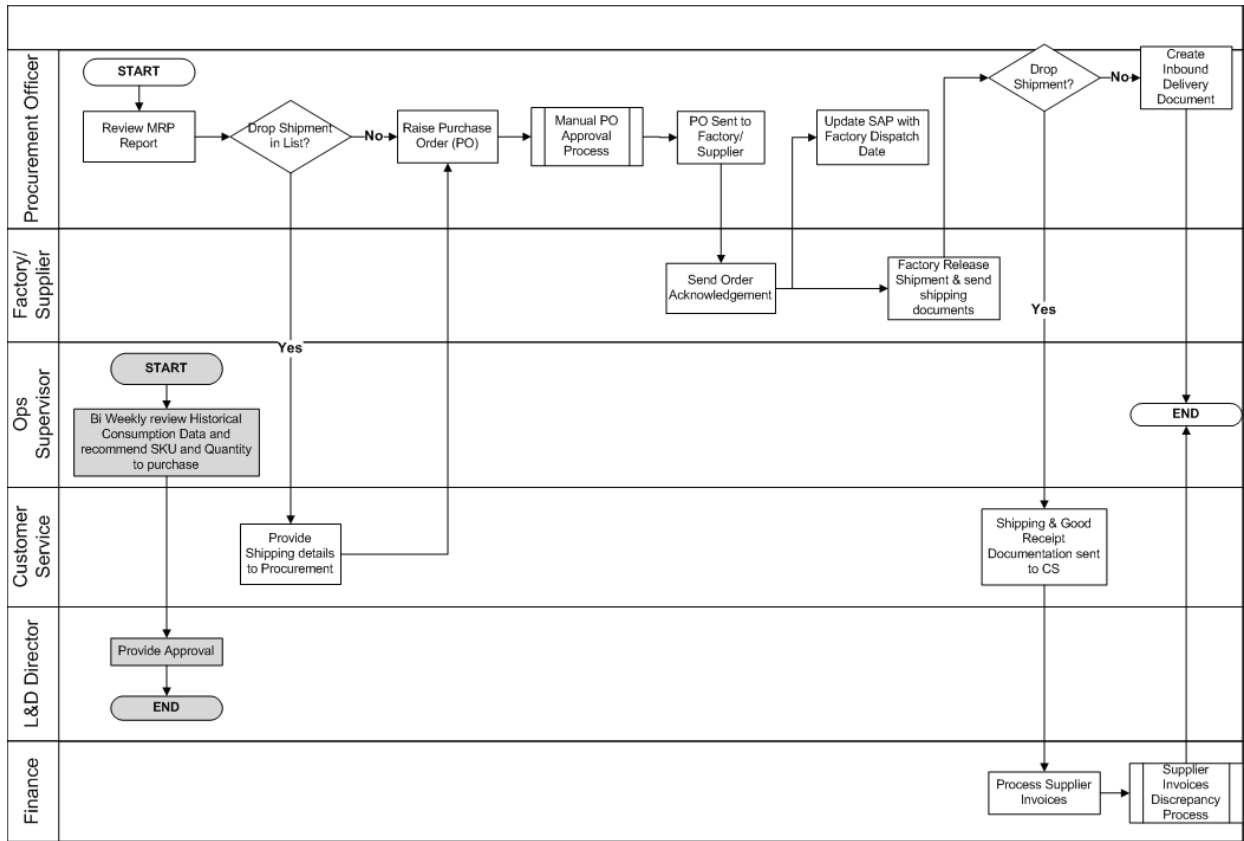 Procurement Officer
START
Review MRP
Report
Drop Shipment
in List?
No
Raise Purchase
Order (PO)
Manual PO
Approval
Process
PO Sent to
Factory/
Supplier
Update SAP with
Factory Dispatch
Date
Drop
Shipment?
No
Create
Inbound
Delivery
Document
Factory/
Supplier
Send Order
Acknowledgement
Factory Release
Shipment & send
shipping
documents
Yes
Yes
Ops
Supervisor
START
Bi Weekly review Historical
Consumption Data and
recommend SKU and Quantity
to purchase
END
Customer
Service
Provide
Shipping details
to Procurement
Shipping & Good
Receipt
Documentation sent
to CS
L&D Director
Provide Approval
END
Finance
Process Supplier
Invoices
Supplier
Invoices
Discrepancy
Process